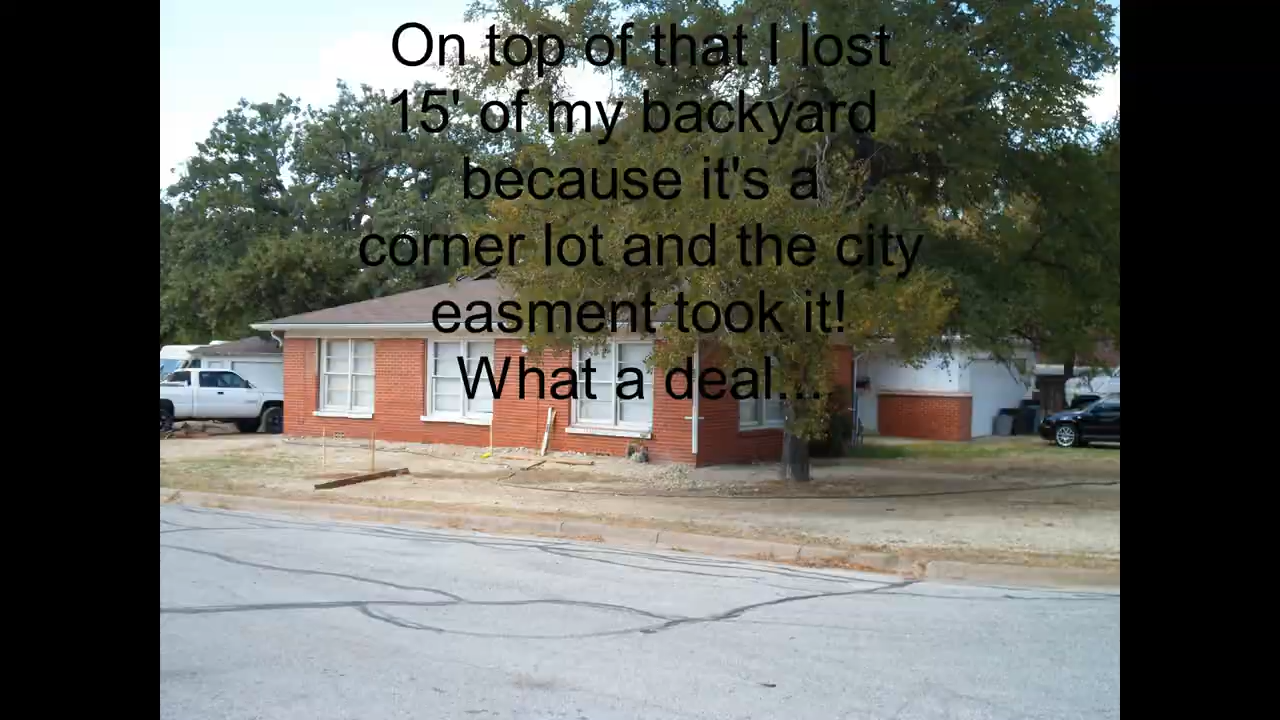 On top of that I lost
15' of my backyard
because it's a
corner lot and the city
easment took it!
What a deal...